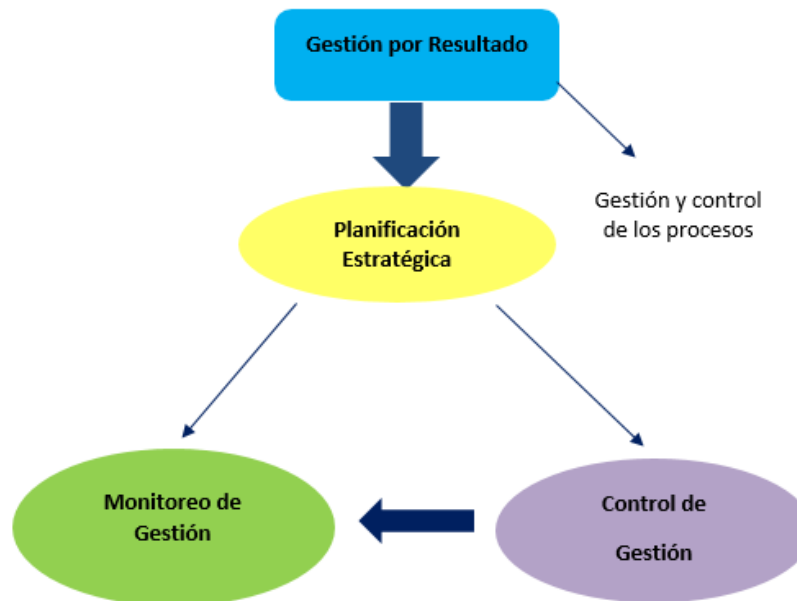 Gestión por Resultado
Gestión y control
de los procesos
Planificación
Estratégica
Monitoreo de
Gestión
Control de
Gestión